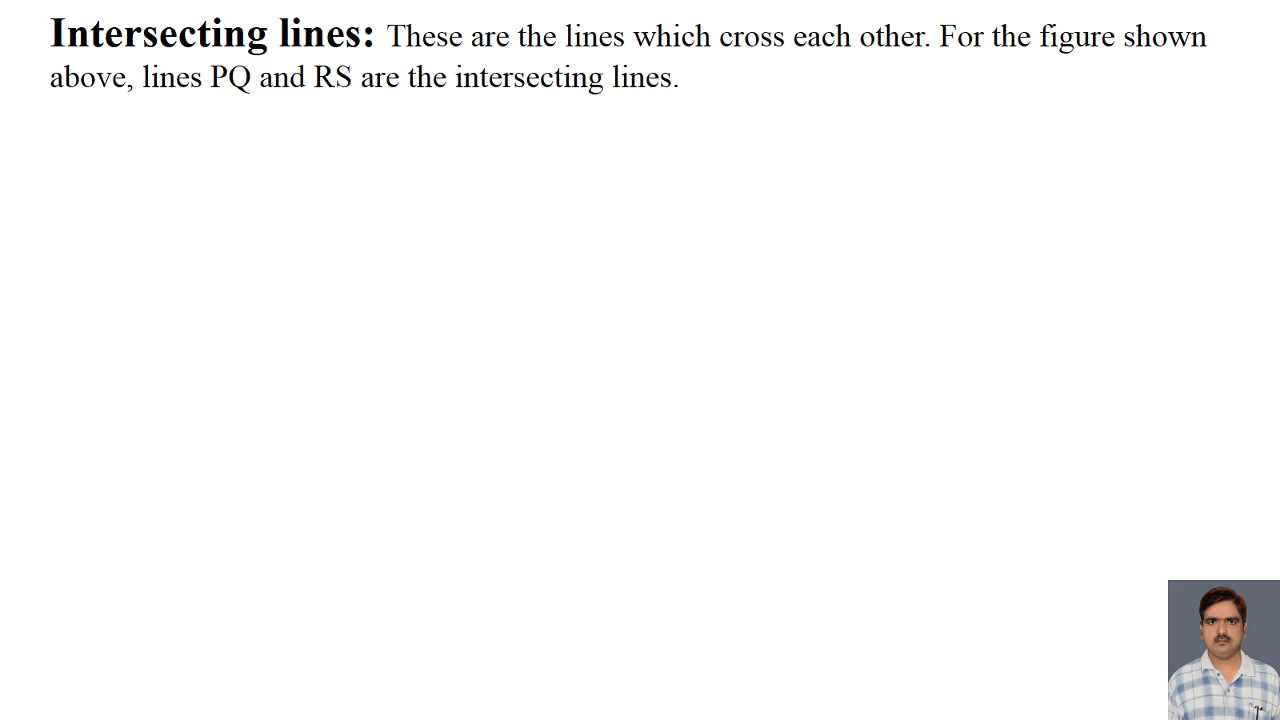 Intersecting lines: These are the lines which cross each other. For the figure shown
above, lines PQ and RS are the intersecting lines.